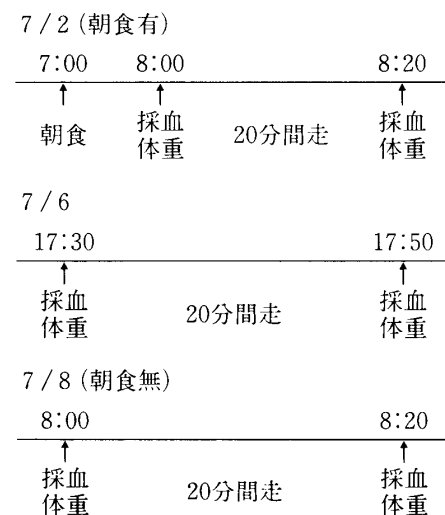 7/2(朝食有)
7:00 8:00 8:20
朝食 採血 20分間走 採血
体重 体重
7/6
17:30 17:50
採血 20分間走 採血
体重 体重
7/8(朝食無)
8:00 8:20
採血 20分間走 採血
体重 体重